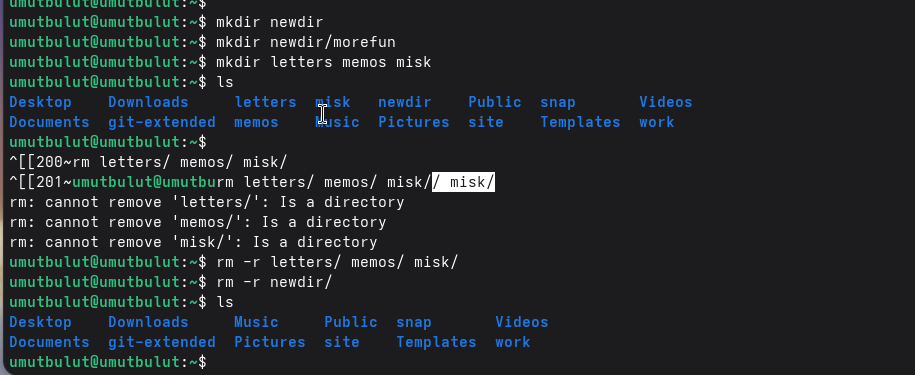 umutbulut@umutbulut:~$
umutbulut@umutbulut:~$ mkdir newdir
umutbulut@umutbulut:~$ mkdir newdir/morefun
umutbulut@umutbulut:~$ mkdir letters memos misk
umutbulut@umutbulut:~$ ls
Desktop Downloads letters misk newdir Public snap Videos
Documents git-extended memos Music Pictures site Templates work
umutbulut@umutbulut:~$
^[[200~rm letters/ memos/ misk/
^[[201~umutbulut@umutburm letters/ memos/ misk// misk/
rm: cannot remove 'letters/': Is a directory
rm: cannot remove 'memos/': Is a directory
rm: cannot remove 'misk/': Is a directory
umutbulut@umutbulut:~$ rm -r letters/ memos/ misk/
umutbulut@umutbulut:~$ rm -r newdir/
umutbulut@umutbulut:~$ ls
Desktop Downloads Music Public snap Videos
Documents git-extended Pictures site Templates work
umutbulut@umutbulut:~$